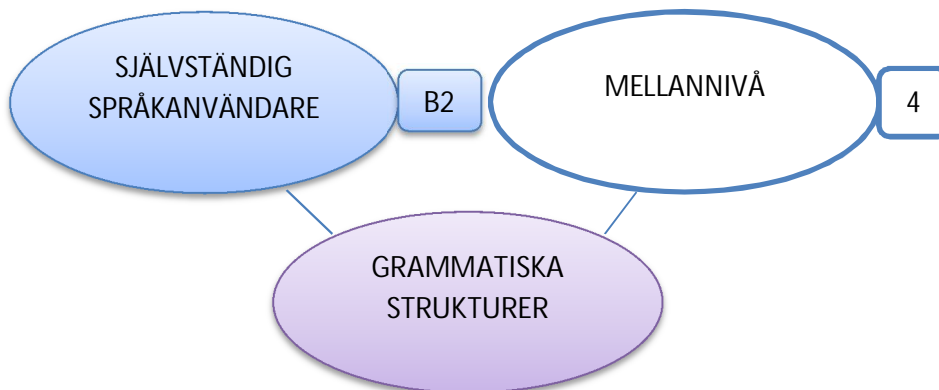 SJÄLVSTÄNDIG
SPRÅKANVÄNDARE
B2
MELLANNIVÅ
4
GRAMMATISKA
STRUKTURER